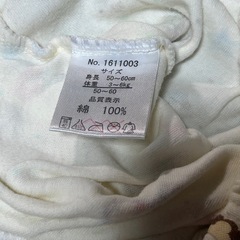 No. 1611003
サイズ
身長 50〜60cm
体重 3〜6kg
50－60
品質表示
綿 100%